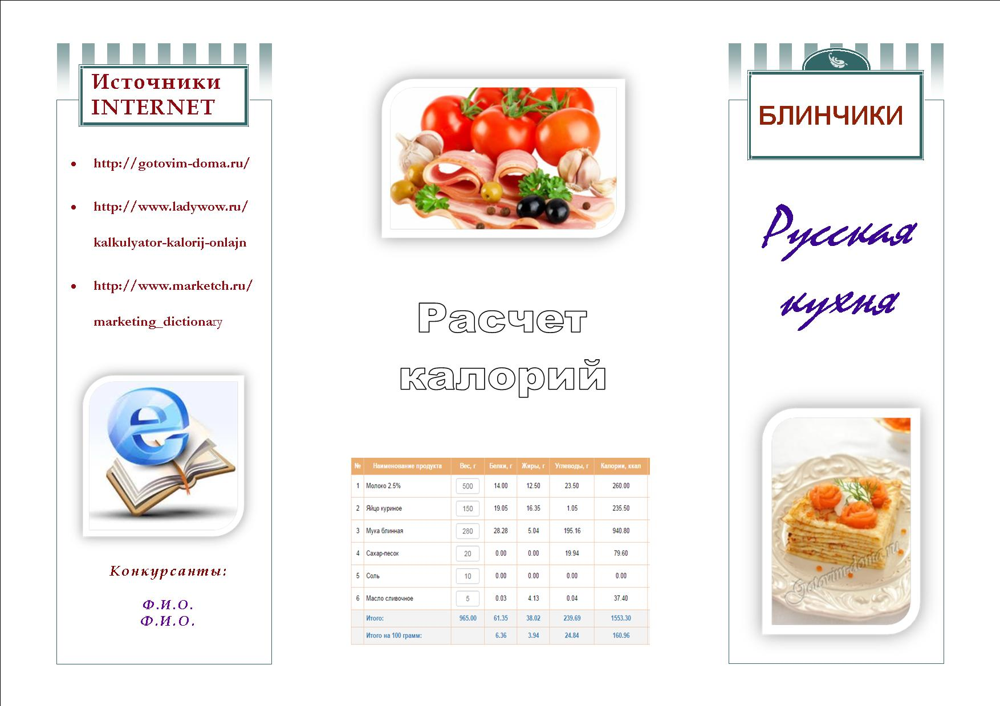 Источники
INTERNET
• http://gotovim-doma.ru/
• http://www.ladywow.ru/
kalkulyator-kalorij-onlajn
• http://www.marketch.ru/
marketing_dictionary
Конкурсанты:
Ф.И.О.
Ф.И.О.
Расчет
калорий
№ Наименование продукта Вес, г Белки, г Жиры, г Углеводы, г Калории, ккал
1 Молоко 2.5% 500 14.00 12.50 23.50 260.00
2 Яйцо куриное 150 19.05 16.35 1.05 235.50
3 Мука блинная 280 28.28 5.04 195.16 940.80
4 Сахар-песок 20 0.00 0.00 19.94 79.60
5 Соль 10 0.00 0.00 0.00 0.00
6 Масло сливочное 5 0.03 4.13 0.04 37.40
Итого: 965.00 61.35 38.02 239.69 1553.30
Итого на 100 грамм: 6.36 3.94 24.84 160.96
БЛИНЧИКИ
Русская
кухня
Gotovim-doma.ru